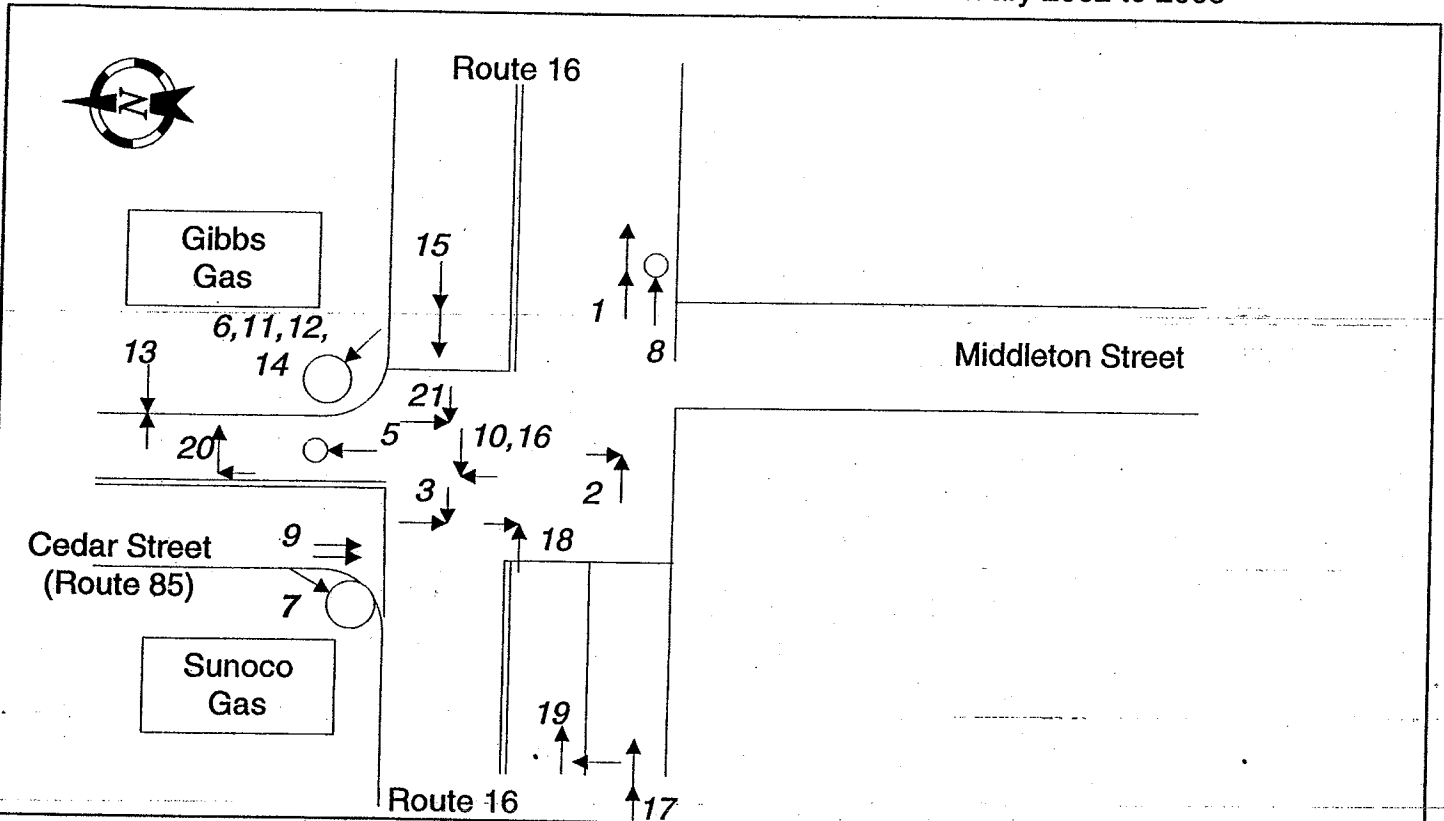 Route 16
N
Gibbs
Gas
15
6,11,12,
14
1
8
13
Middleton Street
21
20
5
10,16
3
2
Cedar Street
(Route 85)
9
18
7
Sunoco
Gas
19
Route 16
17